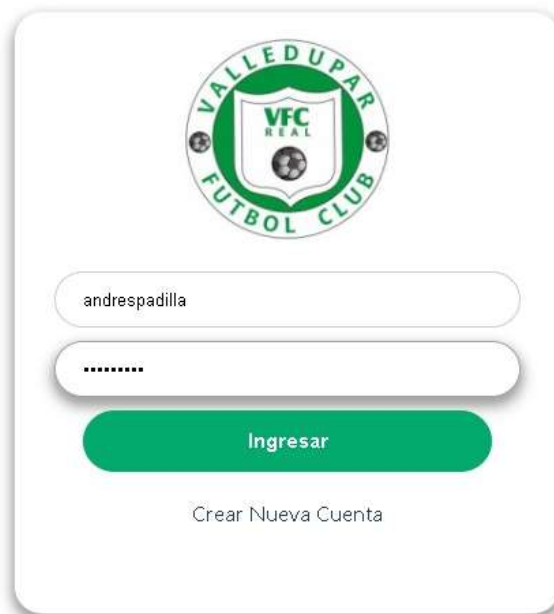 VALLEDUPAR
VFC
REAL
FUTBOL CLUB
andrespadilla
•••••••••
Ingresar
Crear Nueva Cuenta